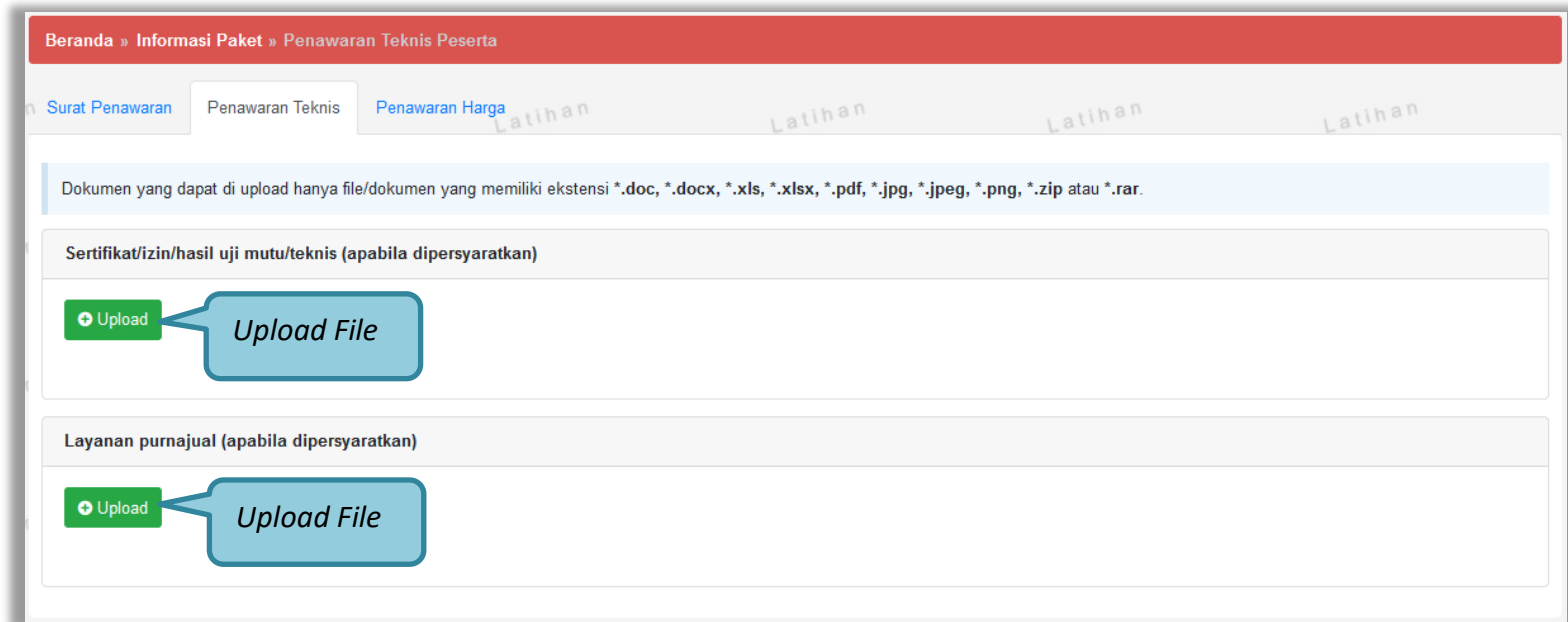 Beranda » Informasi Paket » Penawaran Teknis Peserta
Surat Penawaran Penawaran Teknis Penawaran Harga
Latihan Latihan Latihan Latihan
Dokumen yang dapat di upload hanya file/dokumen yang memiliki ekstensi *.doc, *.docx, *.xls, *.xlsx, *.pdf, *.jpg, *.jpeg, *.png, *.zip atau *.rar.
Sertifikat/izin/hasil uji mutu/teknis (apabila dipersyaratkan)
Upload
Upload File
Layanan purnajual (apabila dipersyaratkan)
Upload
Upload File